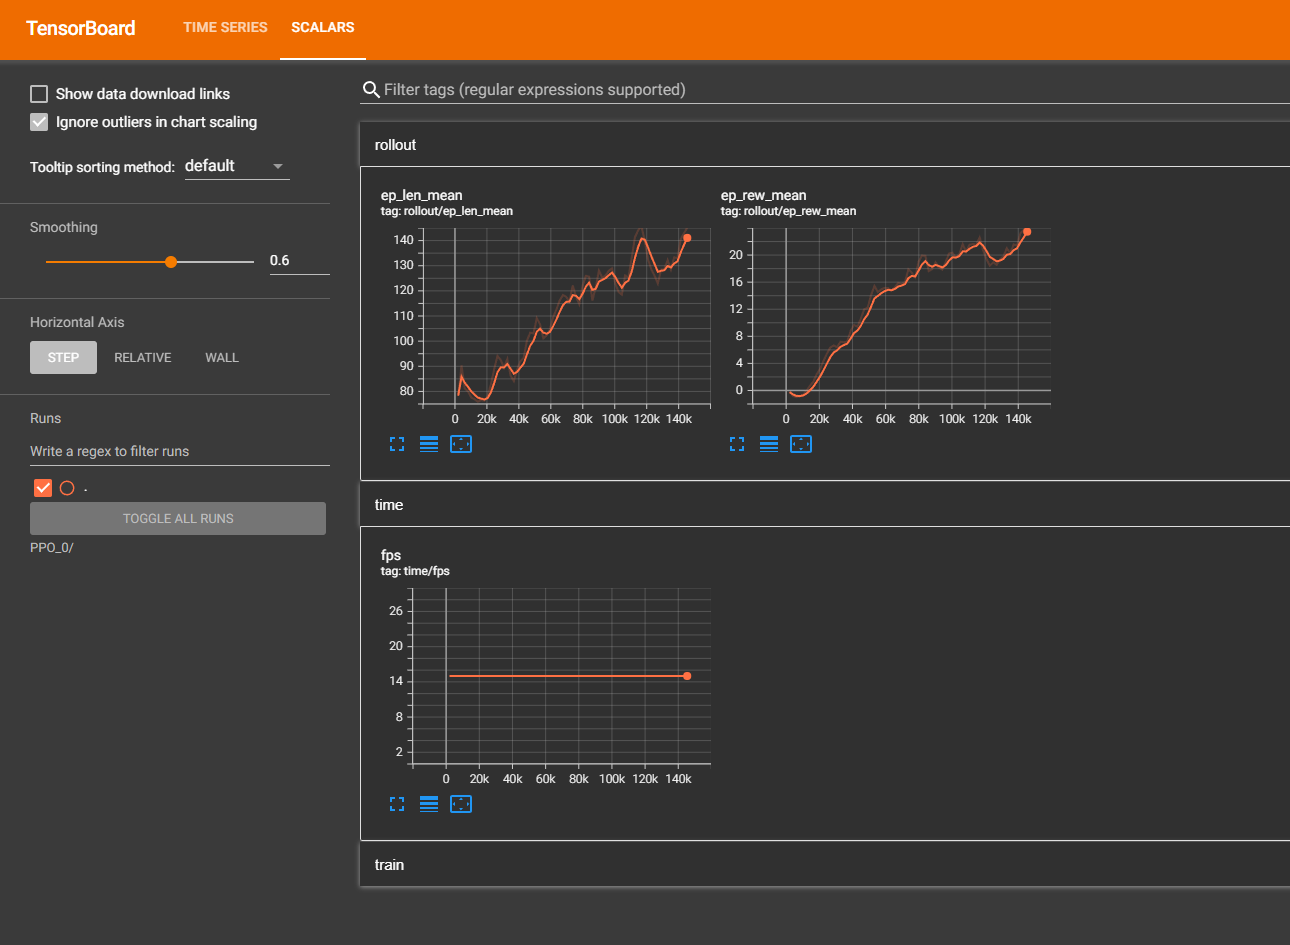 TensorBoard TIME SERIES SCALARS
Show data download links
Ignore outliers in chart scaling
Tooltip sorting method: default
Smoothing
0.6
Horizontal Axis
STEP RELATIVE WALL
Runs
Write a regex to filter runs
.
TOGGLE ALL RUNS
PPO_0/
Filter tags (regular expressions supported)
rollout
ep_len_mean
tag: rollout/ep_len_mean
140
130
120
110
100
90
80
0 20k 40k 60k 80k 100k 120k 140k
ep_rew_mean
tag: rollout/ep_rew_mean
20
16
12
8
4
0
0 20k 40k 60k 80k 100k 120k 140k
time
fps
tag: time/fps
26
20
14
8
2
0 20k 40k 60k 80k 100k 120k 140k
train